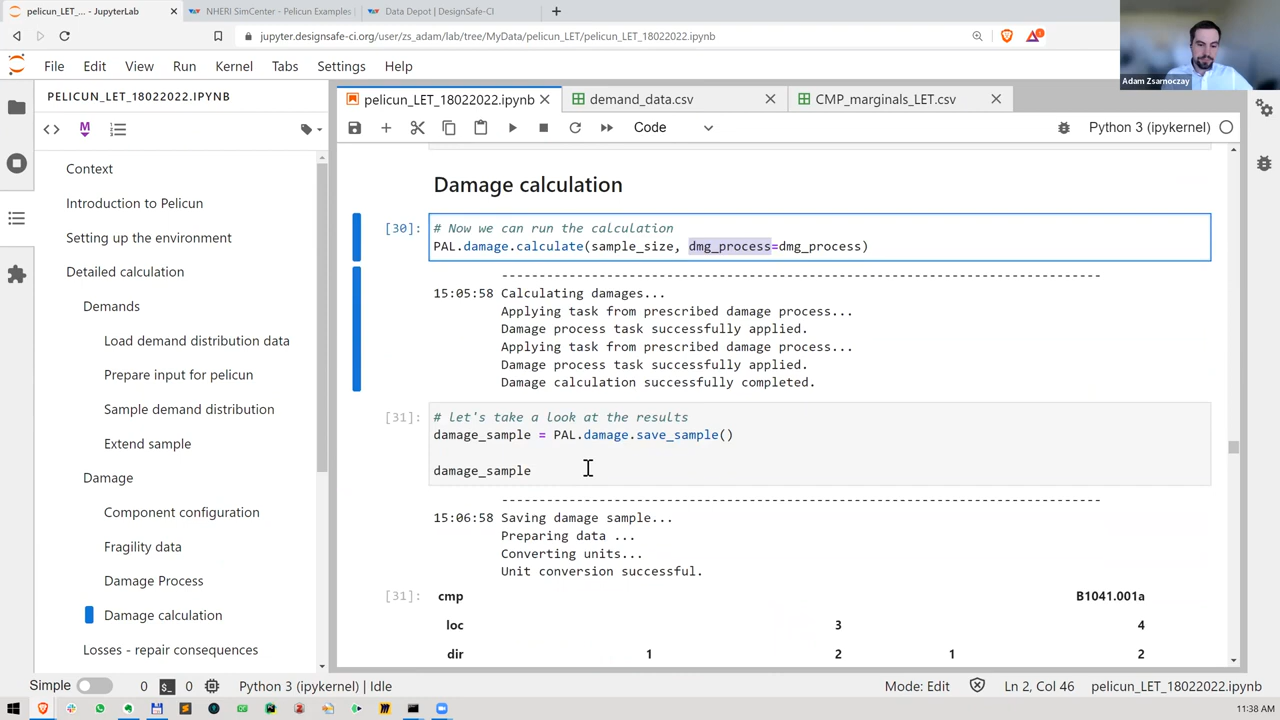 pelicun_LET_... - JupyterLab
NHERI SimCenter - Pelicun Examples
Data Depot | DesignSafe-CI
jupyter.designsafe-ci.org/user/zs_adam/lab/tree/MyData/pelicun_LET/pelicun_LET_18022022.ipynb
Adam Zsarnoczay
File Edit View Run Kernel Tabs Settings Help
PELICUN_LET_18022022.IPYNB
Context
Introduction to Pelicun
Setting up the environment
Detailed calculation
Demands
Load demand distribution data
Prepare input for pelicun
Sample demand distribution
Extend sample
Damage
Component configuration
Fragility data
Damage Process
Damage calculation
Losses - repair consequences
pelicun_LET_18022022.ipynb
demand_data.csv
CMP_marginals_LET.csv
Code
Python 3 (ipykernel)
Damage calculation
[30]:
# Now we can run the calculation
PAL.damage.calculate(sample_size, dmg_process=dmg_process)
--------------------------------------------------------------------------------
15:05:58 Calculating damages...
Applying task from prescribed damage process...
Damage process task successfully applied.
Applying task from prescribed damage process...
Damage process task successfully applied.
Damage calculation successfully completed.
[31]:
# let's take a look at the results
damage_sample = PAL.damage.save_sample()
damage_sample
--------------------------------------------------------------------------------
15:06:58 Saving damage sample...
Preparing data ...
Converting units...
Unit conversion successful.
[31]:
cmp B1041.001a
loc 3 4
dir 1 2 1 2
Simple 0 $_ 0 Python 3 (ipykernel) | Idle
Mode: Edit Ln 2, Col 46 pelicun_LET_18022022.ipynb
11:38 AM